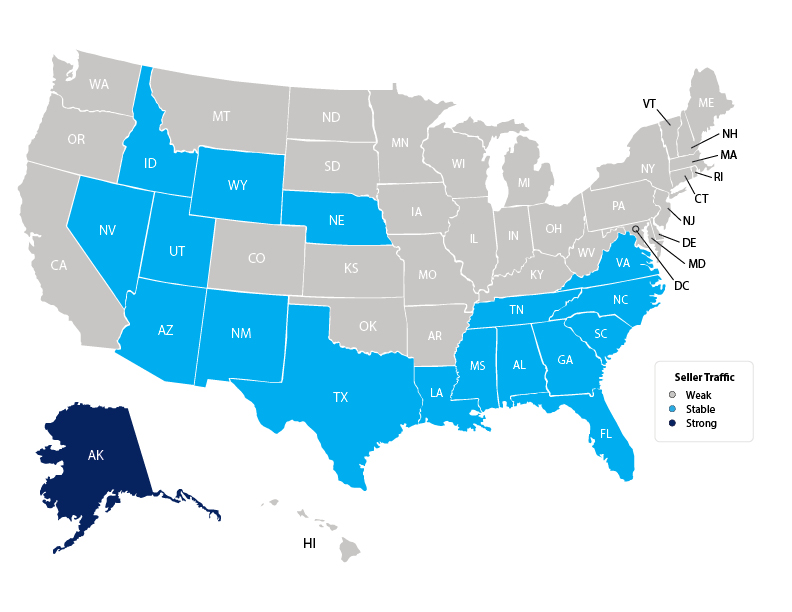 WA
MT
ND
MN
ME
VT
NH
OR
ID
SD
WI
MI
NY
MA
RI
CT
WY
NE
IA
PA
NJ
NV
UT
CO
KS
IL
IN
OH
WV
DE
MD
DC
CA
MO
KY
VA
AZ
NM
OK
AR
TN
NC
SC
TX
LA
MS
AL
GA
FL
Seller Traffic
Weak
Stable
Strong
AK
HI